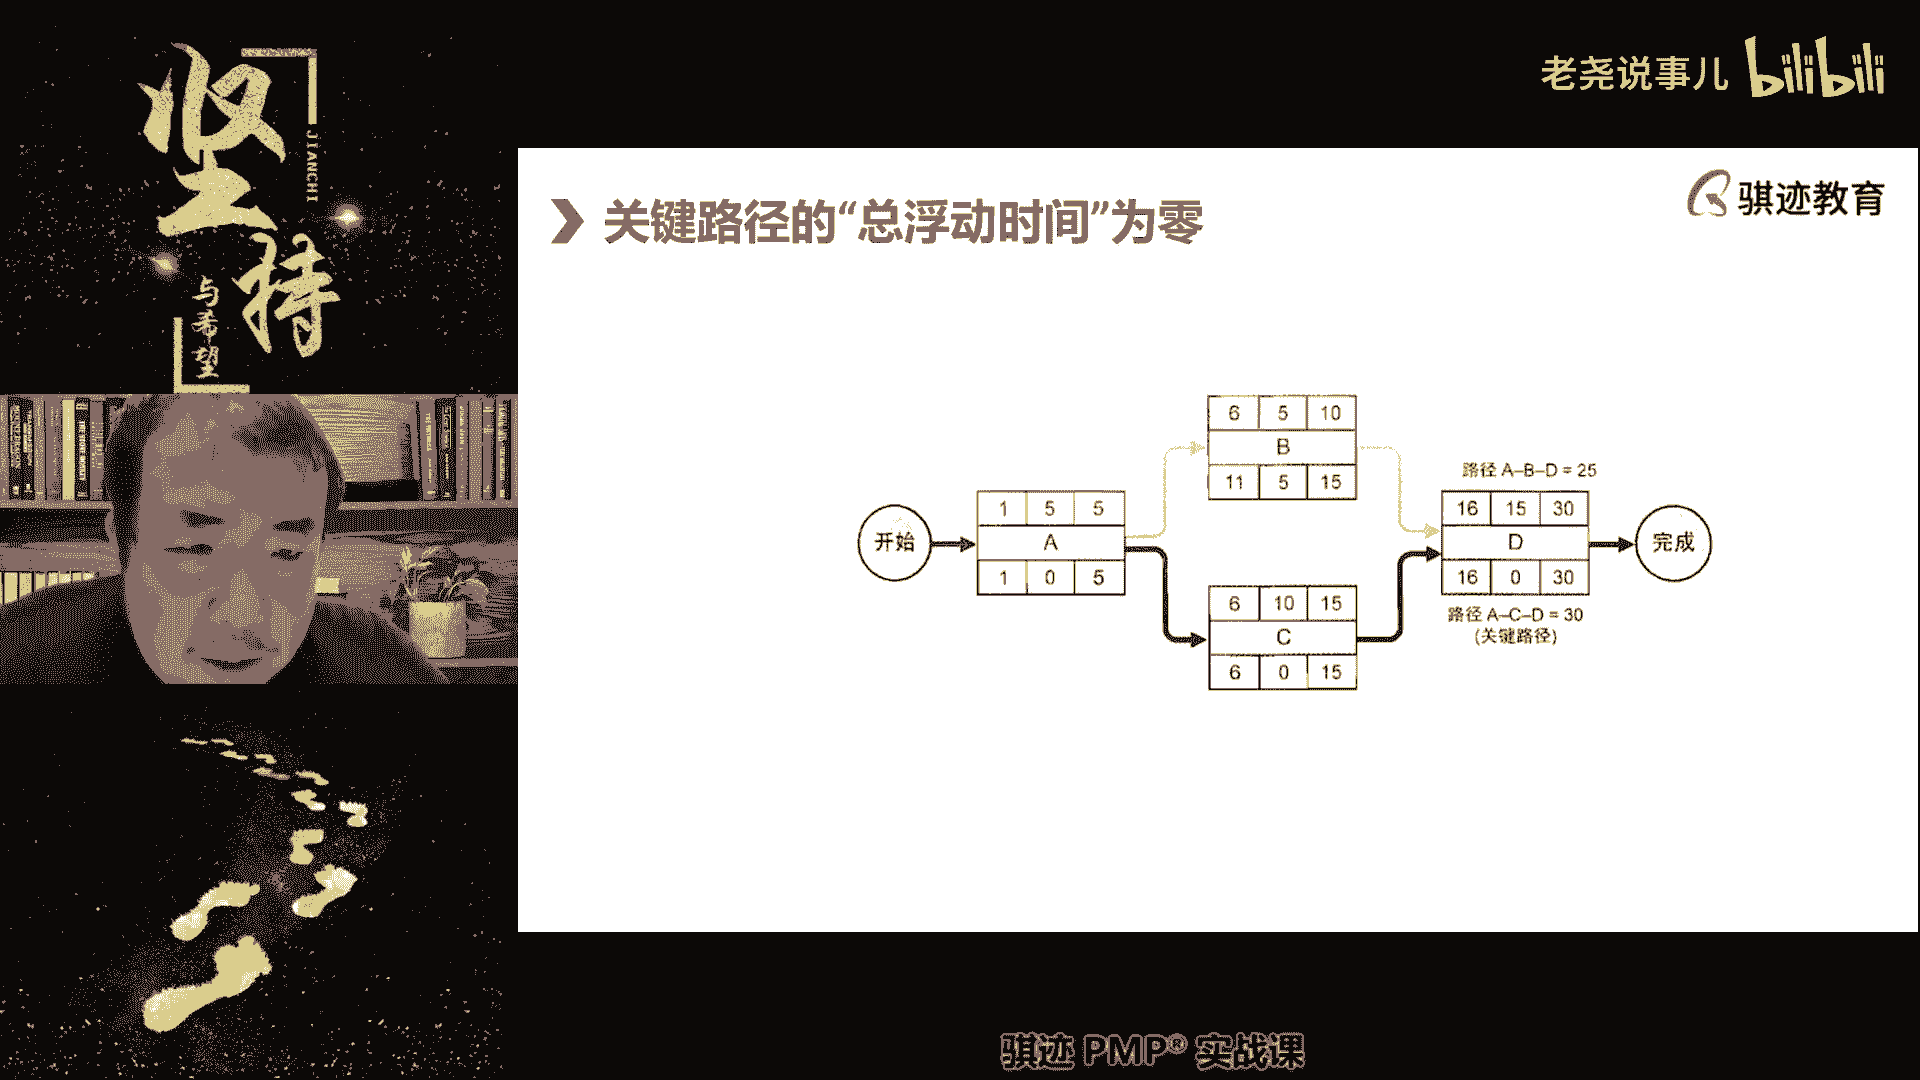 坚持
JIANCHI
与希望
老尧说事儿 bilibili
骐迹教育
关键路径的“总浮动时间”为零
6 5 10
B
11 5 15
路径 A–B–D = 25
开始
1 5 5
A
1 0 5
16 15 30
D
16 0 30
完成
6 10 15
C
6 0 15
路径 A–C–D = 30
(关键路径)
骐迹 PMP® 实战课